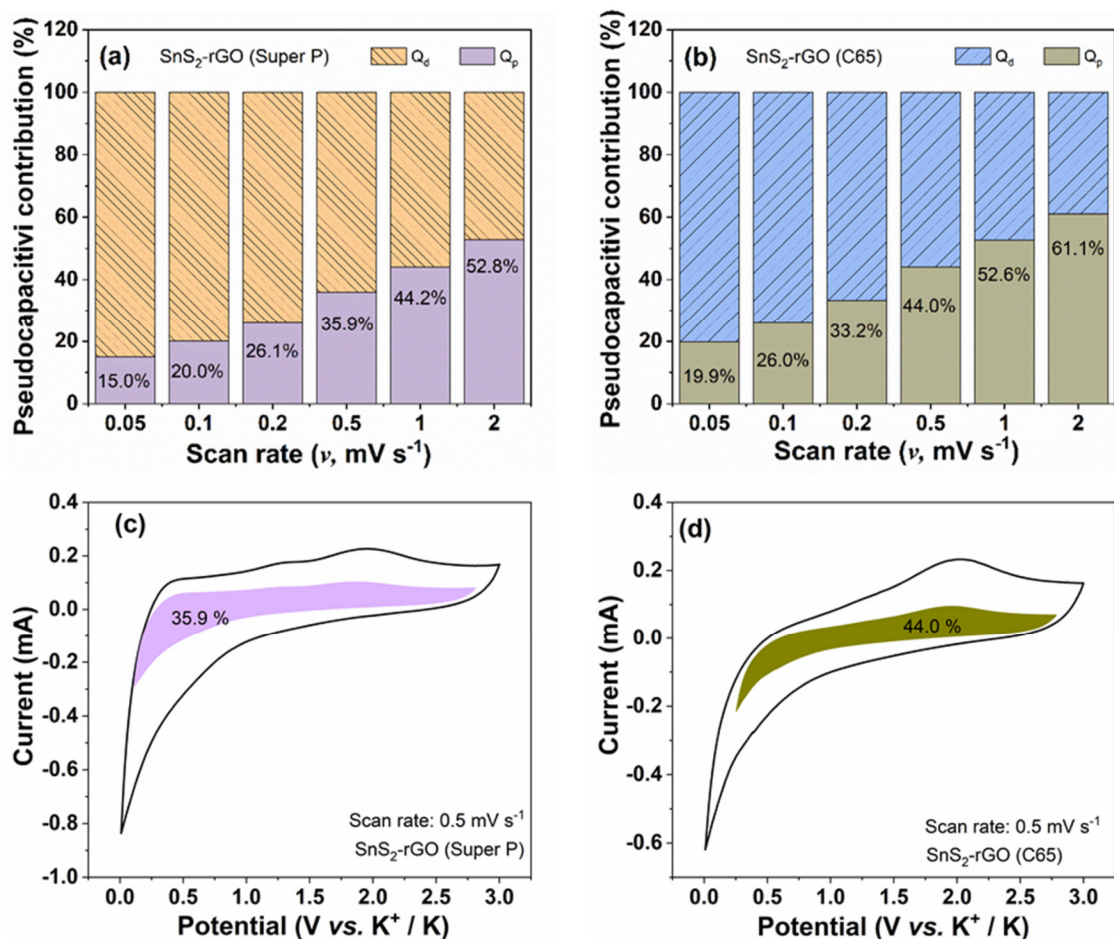 (a) SnS₂-rGO (Super P) Q_d Q_p
Pseudocapacitivi contribution (%)
120
100
80
60
40
20
0
15.0%
20.0%
26.1%
35.9%
44.2%
52.8%
0.05 0.1 0.2 0.5 1 2
Scan rate (v, mV s⁻¹)
(b) SnS₂-rGO (C65) Q_d Q_p
Pseudocapacitivi contribution (%)
120
100
80
60
40
20
0
19.9%
26.0%
33.2%
44.0%
52.6%
61.1%
0.05 0.1 0.2 0.5 1 2
Scan rate (v, mV s⁻¹)
(c)
Current (mA)
0.4
0.2
0.0
-0.2
-0.4
-0.6
-0.8
-1.0
35.9 %
Scan rate: 0.5 mV s⁻¹
SnS₂-rGO (Super P)
0.0 0.5 1.0 1.5 2.0 2.5 3.0
Potential (V vs. K⁺ / K)
(d)
Current (mA)
0.4
0.2
0.0
-0.2
-0.4
-0.6
44.0 %
Scan rate: 0.5 mV s⁻¹
SnS₂-rGO (C65)
0.0 0.5 1.0 1.5 2.0 2.5 3.0
Potential (V vs. K⁺ / K)